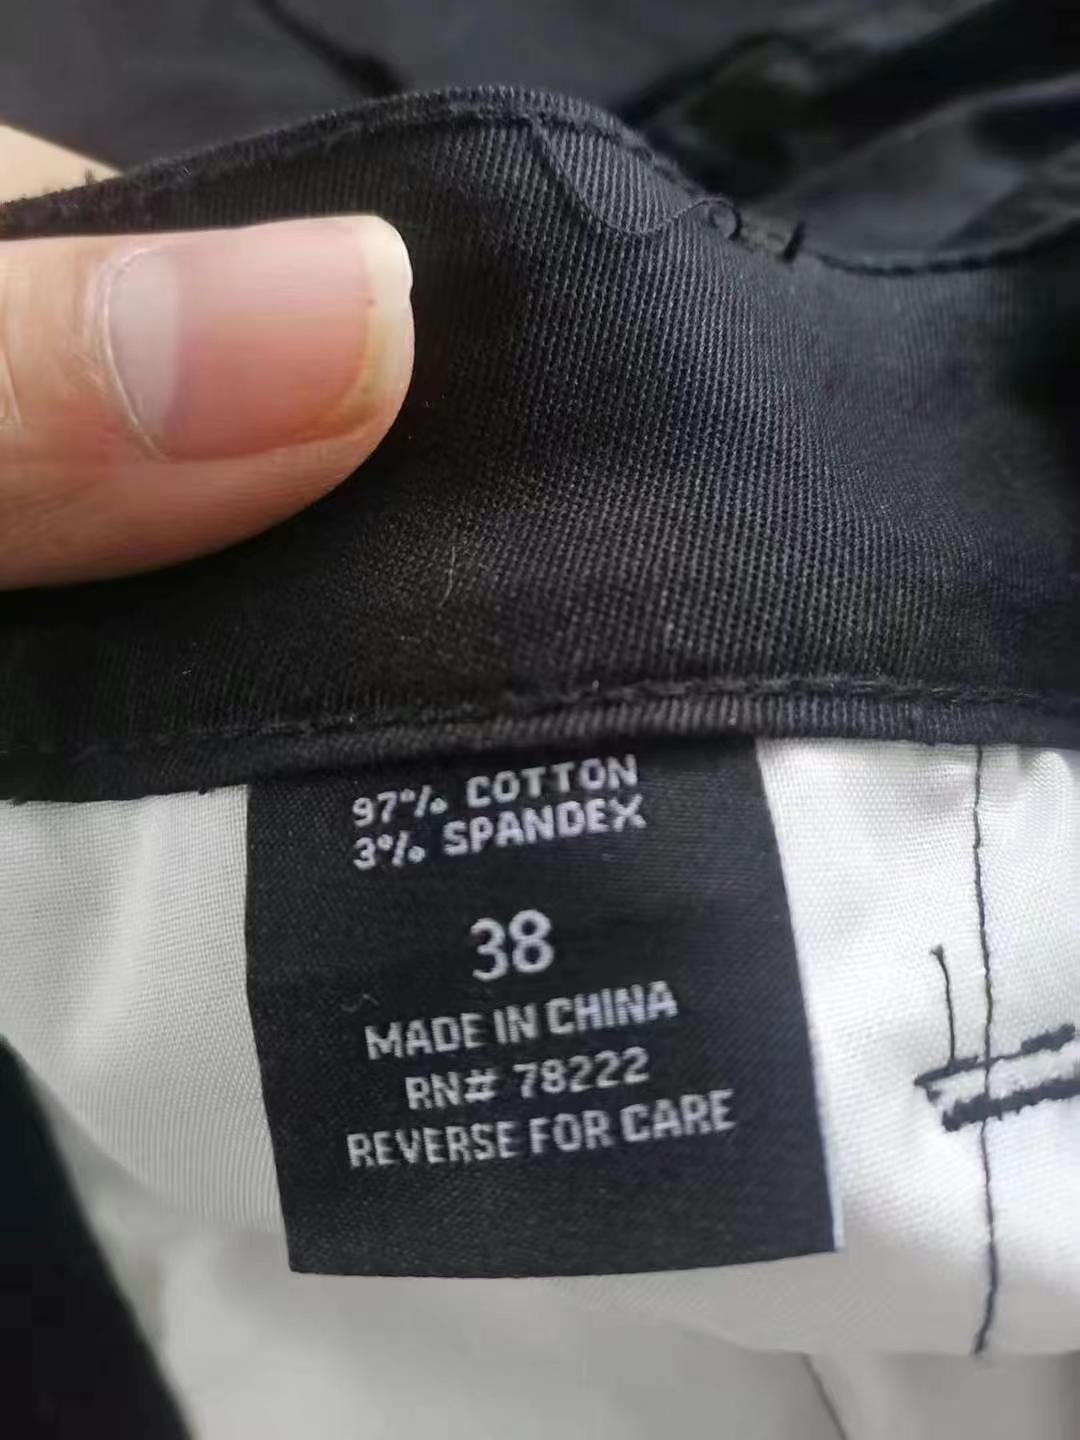 97% COTTON
3% SPANDEX
38
MADE IN CHINA
RN# 78222
REVERSE FOR CARE